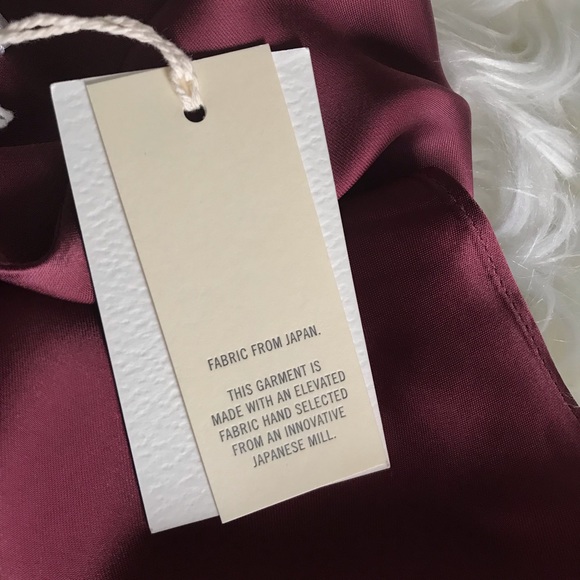 FABRIC FROM JAPAN.
THIS GARMENT IS
MADE WITH AN ELEVATED
FABRIC HAND SELECTED
FROM AN INNOVATIVE
JAPANESE MILL.